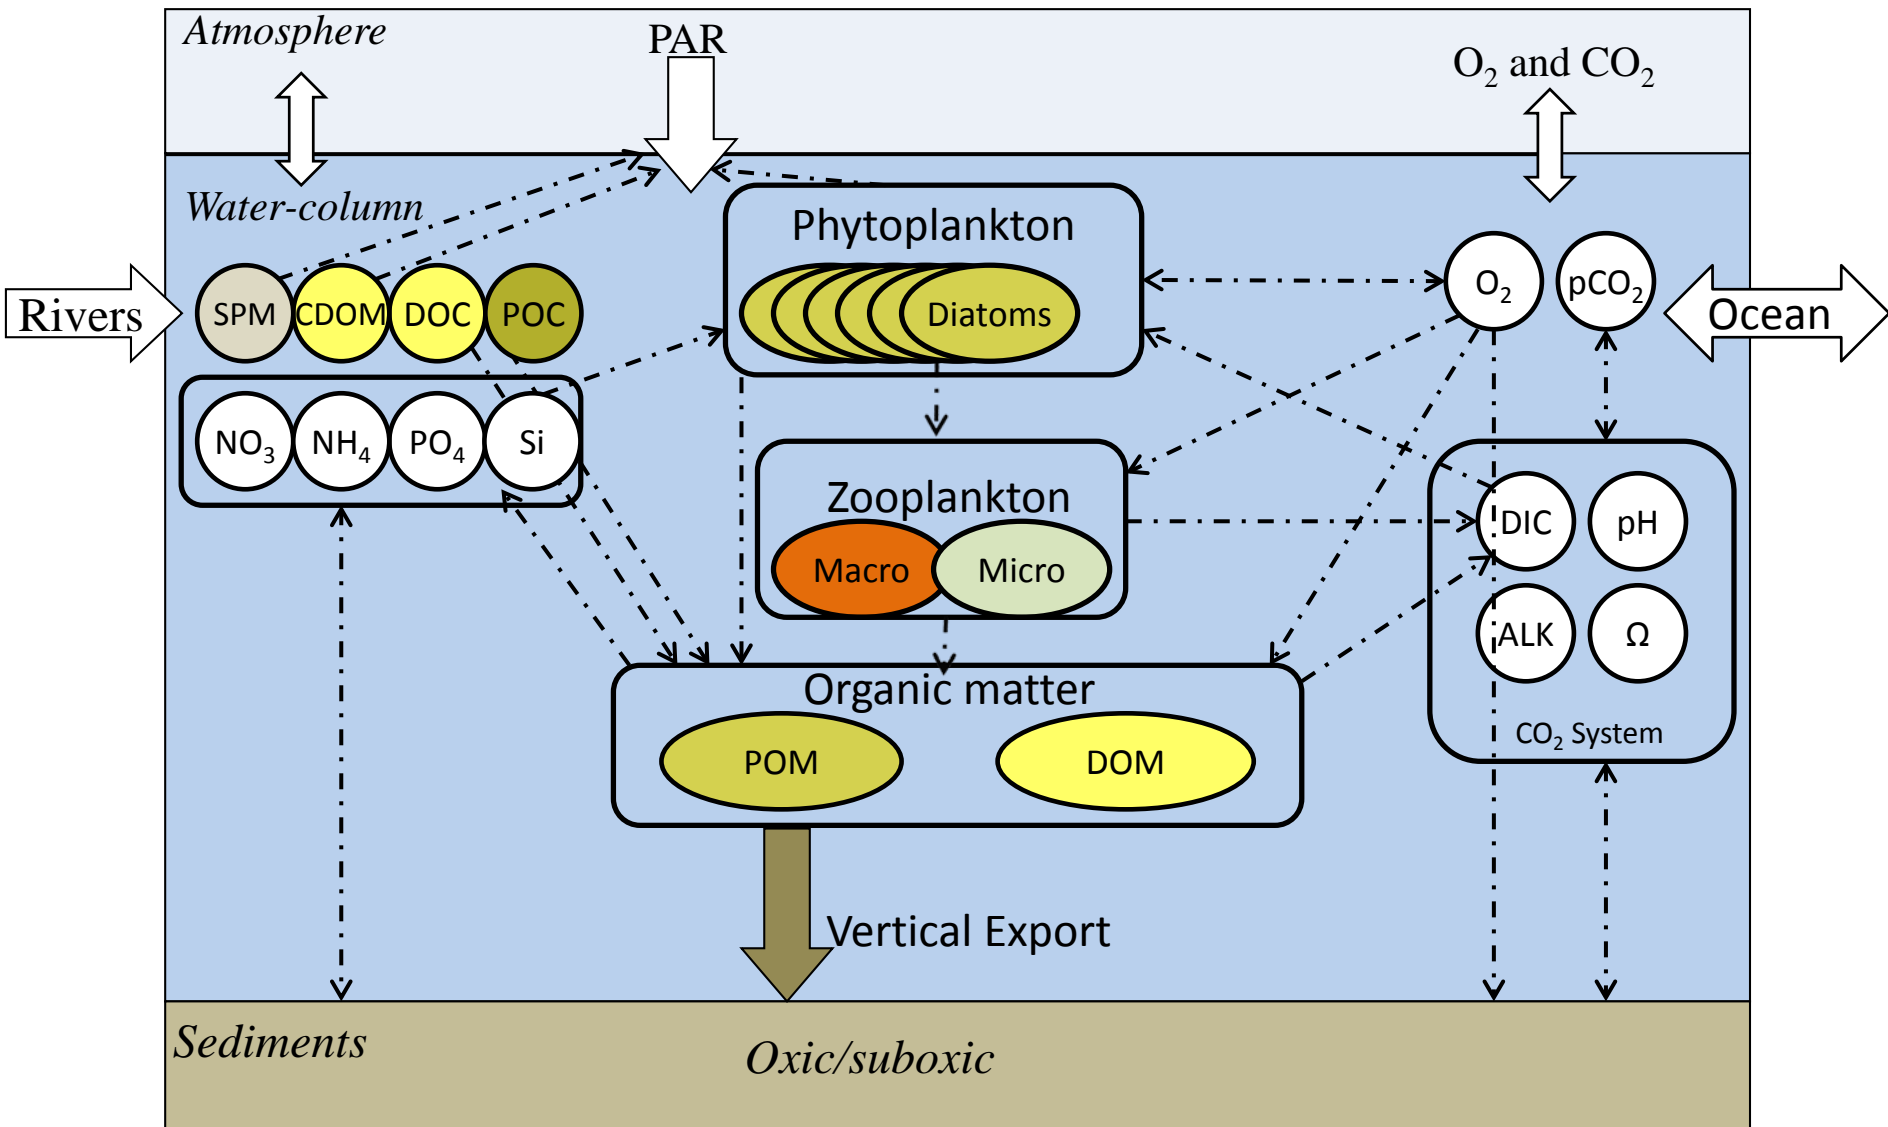 Atmosphere
PAR
O₂ and CO₂
Water-column
Phytoplankton
Rivers
SPM
CDOM
DOC
POC
Diatoms
O₂
pCO₂
Ocean
NO₃
NH₄
PO₄
Si
Zooplankton
Macro
Micro
DIC
pH
ALK
Ω
CO₂ System
Organic matter
POM
DOM
Vertical Export
Sediments
Oxic/suboxic